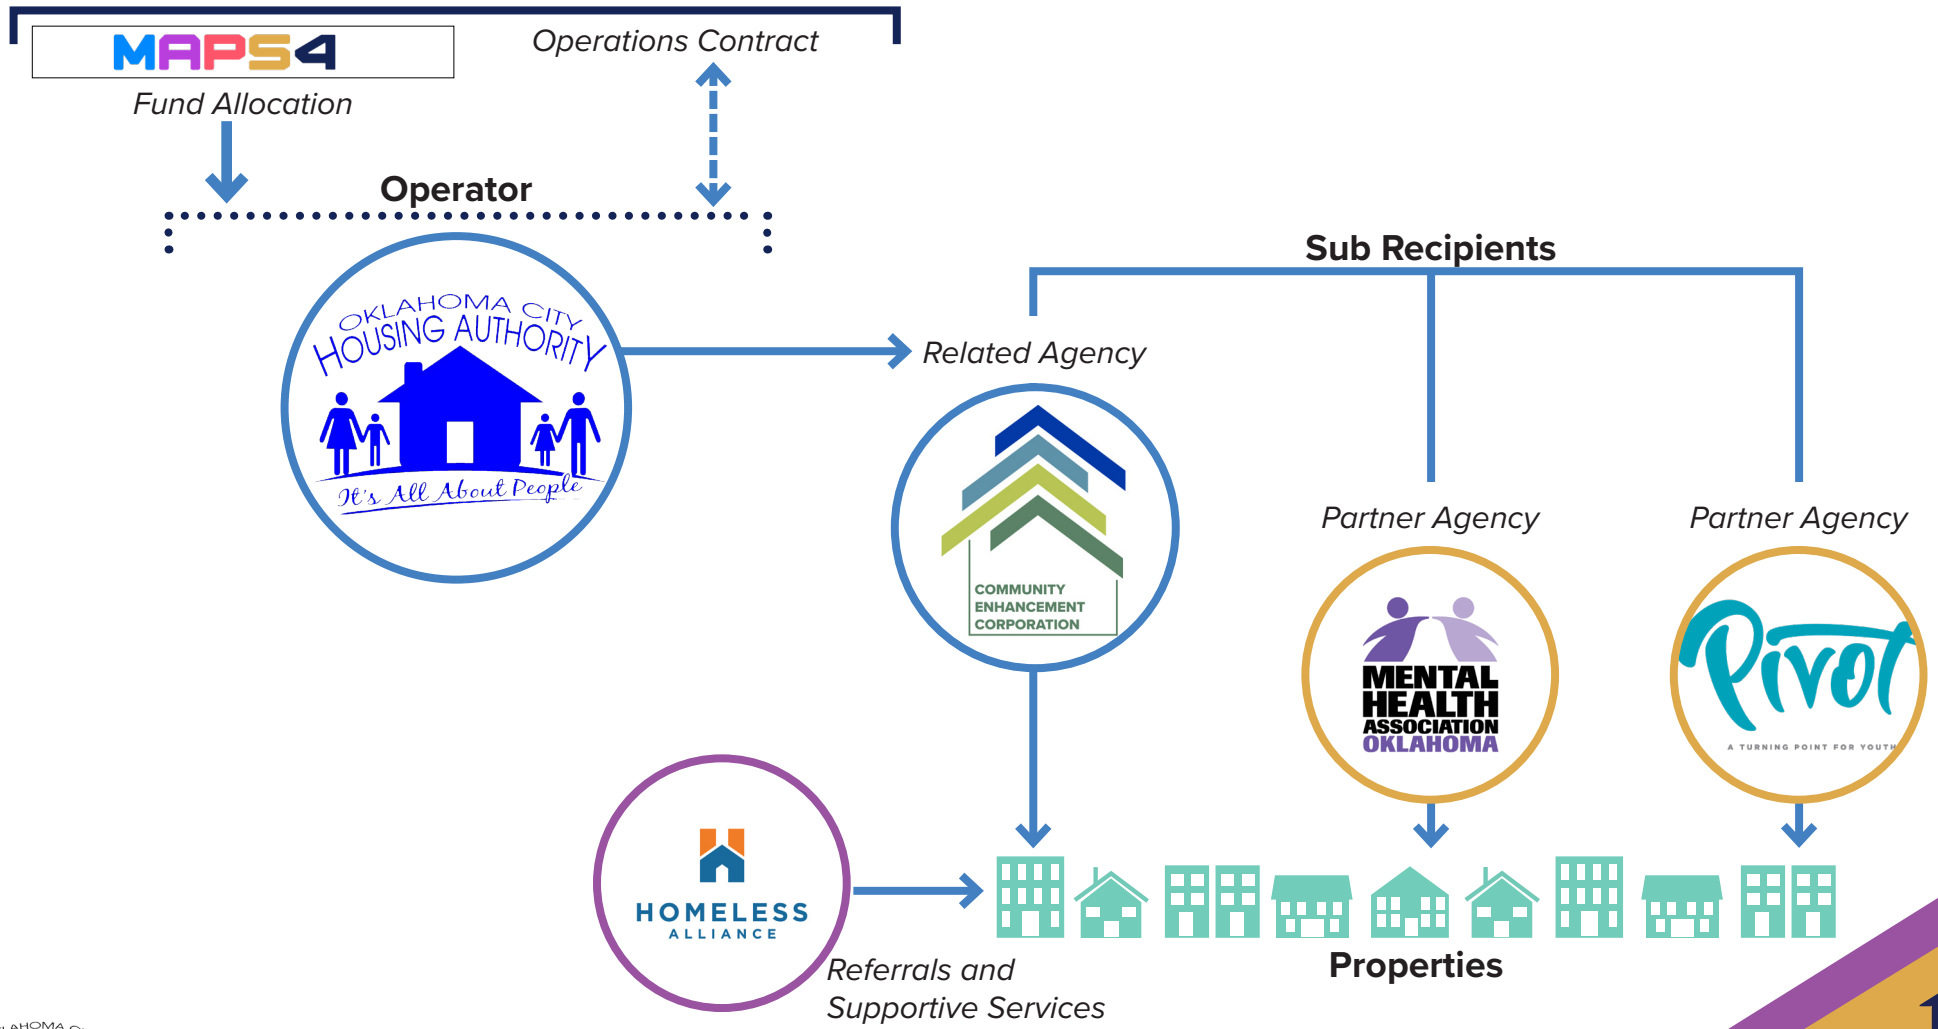 MAPS4
Operations Contract
Fund Allocation
Operator
Sub Recipients
OKLAHOMA CITY
HOUSING AUTHORITY
It's All About People
Related Agency
COMMUNITY
ENHANCEMENT
CORPORATION
Partner Agency
Partner Agency
MENTAL
HEALTH
ASSOCIATION
OKLAHOMA
Pivot
A TURNING POINT FOR YOUTH
HOMELESS
ALLIANCE
Referrals and
Supportive Services
Properties